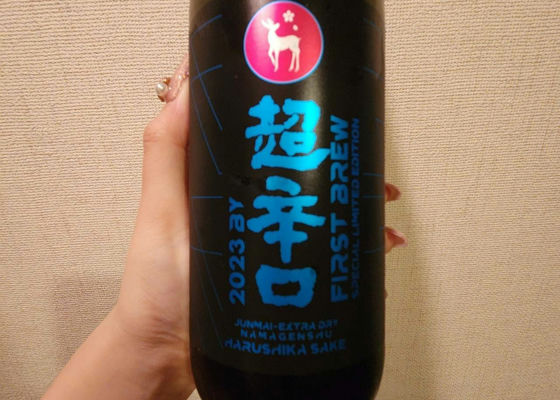 超辛口
2023 BY
FIRST BREW
SPECIAL LIMITED EDITION
JUNMAI-EXTRA DRY
NAMAGENSHU
HARUSHIKA SAKE